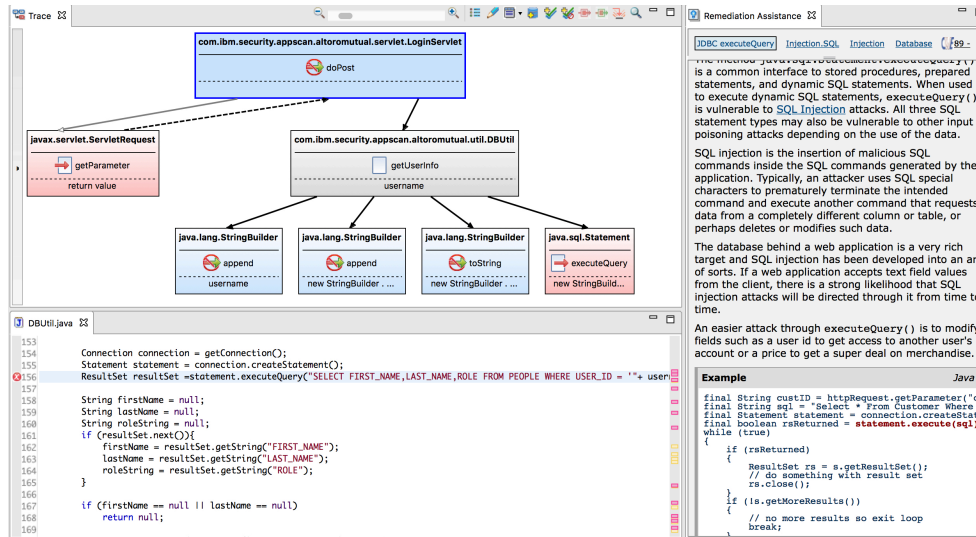 Trace
com.ibm.security.appscan.altoromutual.servlet.LoginServlet
doPost
javax.servlet.ServletRequest
getParameter
return value
com.ibm.security.appscan.altoromutual.util.DBUtil
getUserInfo
username
java.lang.StringBuilder
append
username
java.lang.StringBuilder
append
new StringBuilder. ...
java.lang.StringBuilder
toString
new StringBuilder. ...
java.sql.Statement
executeQuery
new StringBuild...
DBUtil.java
153
154 Connection connection = getConnection();
155 Statement statement = connection.createStatement();
156 ResultSet resultSet =statement.executeQuery("SELECT FIRST_NAME,LAST_NAME,ROLE FROM PEOPLE WHERE USER_ID = '"+ user
157
158 String firstName = null;
159 String lastName = null;
160 String roleString = null;
161 if (resultSet.next()){
162 firstName = resultSet.getString("FIRST_NAME");
163 lastName = resultSet.getString("LAST_NAME");
164 roleString = resultSet.getString("ROLE");
165 }
166
167 if (firstName == null || lastName == null)
168 return null;
169
Remediation Assistance
JDBC executeQuery Injection.SQL Injection Database 89 -
The method java.sql.Statement.executeQuery()
is a common interface to stored procedures, prepared
statements, and dynamic SQL statements. When used
to execute dynamic SQL statements, executeQuery()
is vulnerable to SQL Injection attacks. All three SQL
statement types may also be vulnerable to other input
poisoning attacks depending on the use of the data.
SQL injection is the insertion of malicious SQL
commands inside the SQL commands generated by the
application. Typically, an attacker uses SQL special
characters to prematurely terminate the intended
command and execute another command that requests
data from a completely different column or table, or
perhaps deletes or modifies such data.
The database behind a web application is a very rich
target and SQL injection has been developed into an ar
of sorts. If a web application accepts text field values
from the client, there is a strong likelihood that SQL
injection attacks will be directed through it from time to
time.
An easier attack through executeQuery() is to modify
fields such as a user id to get access to another user's
account or a price to get a super deal on merchandise.
Example Java
final String custID = httpRequest.getParameter("c
final String sql = "Select * From Customer Where
final Statement statement = connection.createStat
final boolean rsReturned = statement.execute(sql)
while (true)
{
if (rsReturned)
{
ResultSet rs = s.getResultSet();
// do something with result set
rs.close();
}
if (!s.getMoreResults())
{
// no more results so exit loop
break;
}